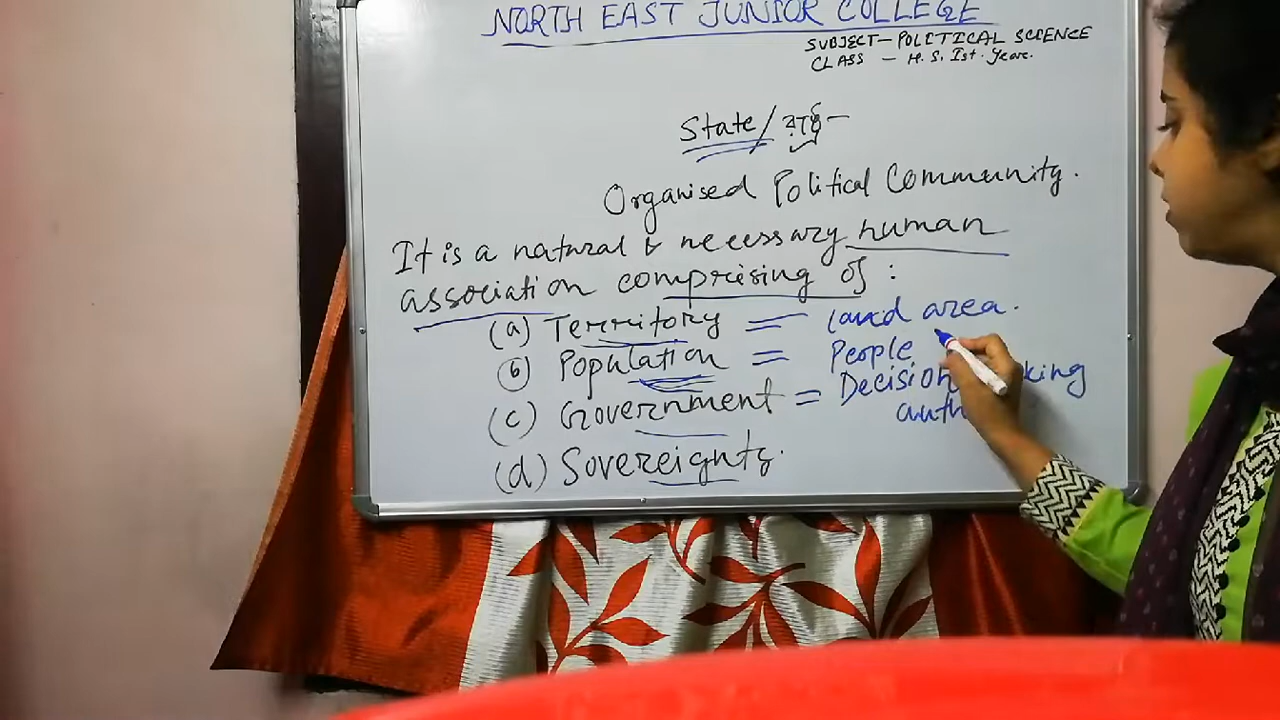 NORTH EAST JUNIOR COLLEGE
SUBJECT- POLITICAL SCIENCE
CLASS - H. S. Ist. Year.
State/ ৰাষ্ট্ৰ -
Organised Political Community.
It is a natural & necessary human
association comprising of :
(a) Territory = land area.
(b) Population = People
(c) Government = Decision
(d) Sovereignty.